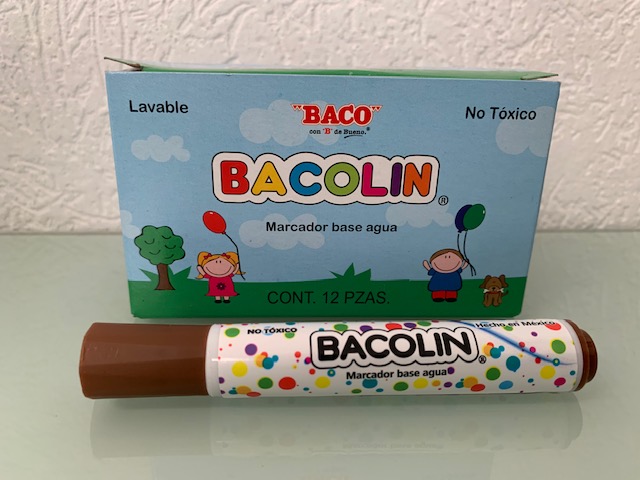 Lavable
"BACO"
con "B" de Bueno.®
No Tóxico
BACOLIN®
Marcador base agua
CONT. 12 PZAS.
NO TÓXICO
Hecho en México.
BACOLIN®
Marcador base agua